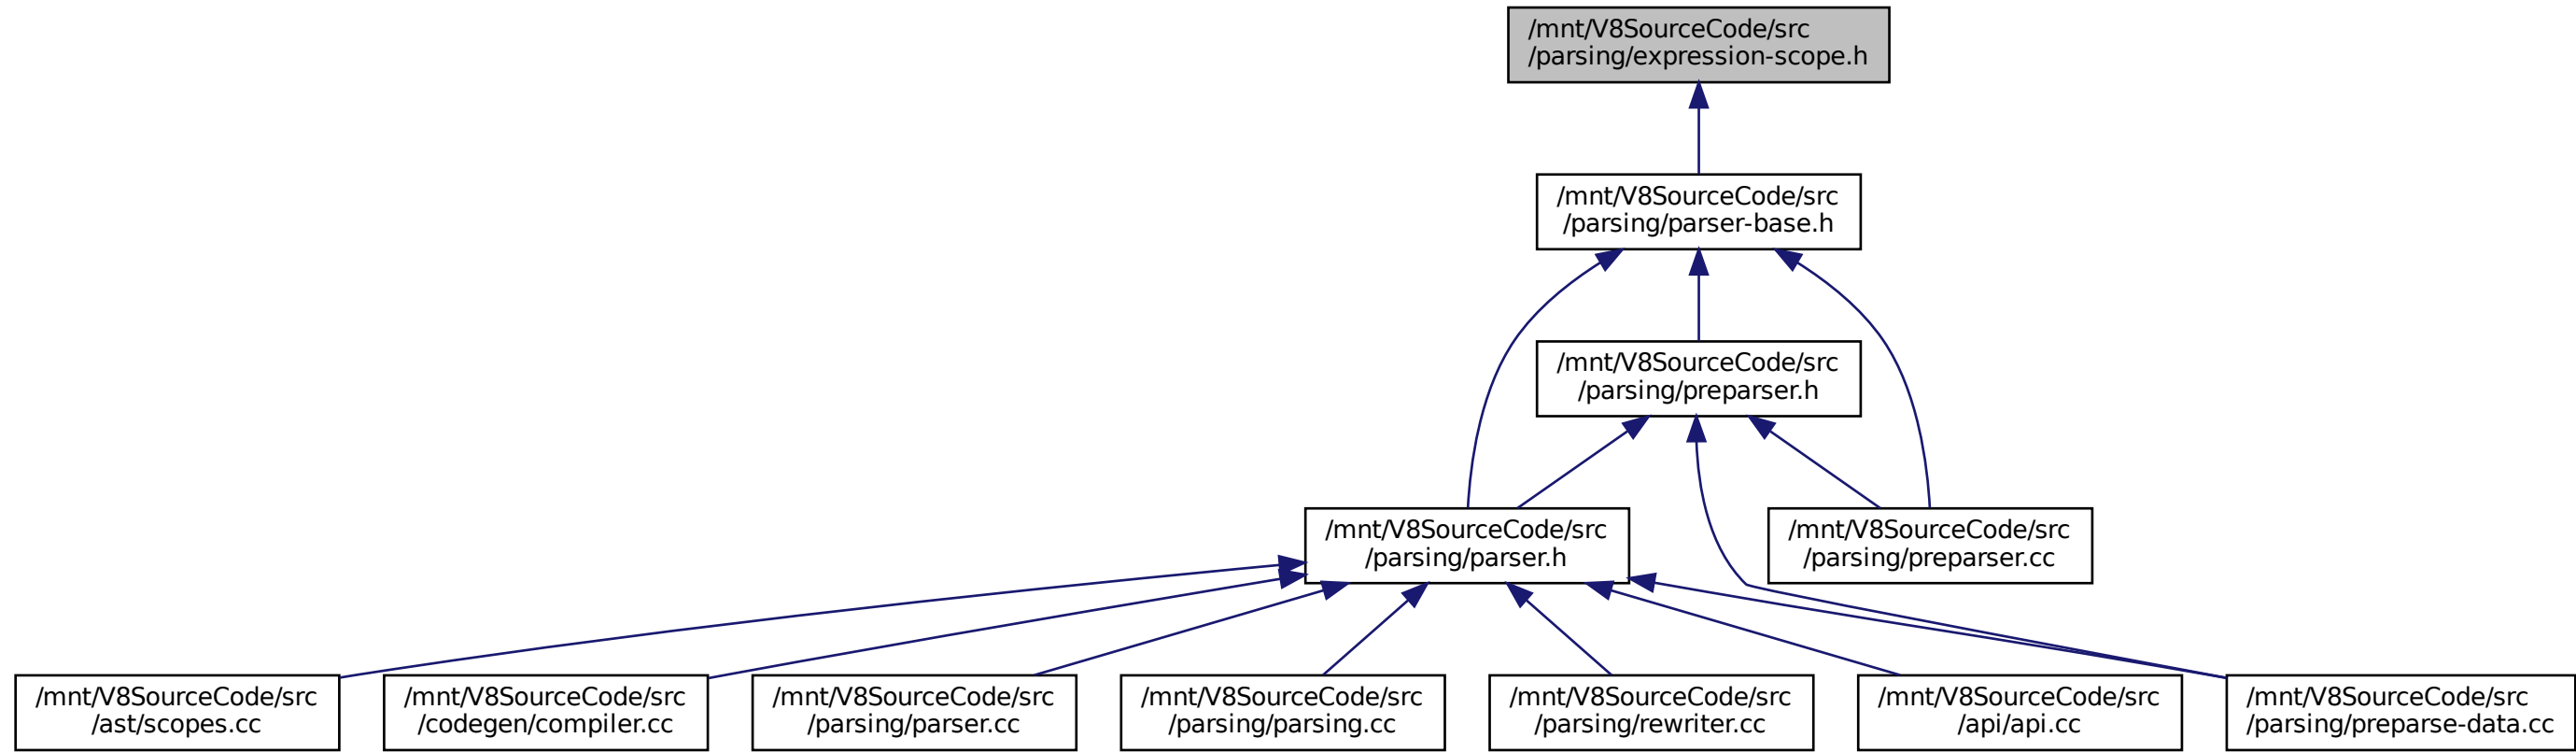 /mnt/V8SourceCode/src
/parsing/expression-scope.h
/mnt/V8SourceCode/src
/parsing/parser-base.h
/mnt/V8SourceCode/src
/parsing/preparser.h
/mnt/V8SourceCode/src
/parsing/parser.h
/mnt/V8SourceCode/src
/parsing/preparser.cc
/mnt/V8SourceCode/src
/ast/scopes.cc
/mnt/V8SourceCode/src
/codegen/compiler.cc
/mnt/V8SourceCode/src
/parsing/parser.cc
/mnt/V8SourceCode/src
/parsing/parsing.cc
/mnt/V8SourceCode/src
/parsing/rewriter.cc
/mnt/V8SourceCode/src
/api/api.cc
/mnt/V8SourceCode/src
/parsing/preparse-data.cc